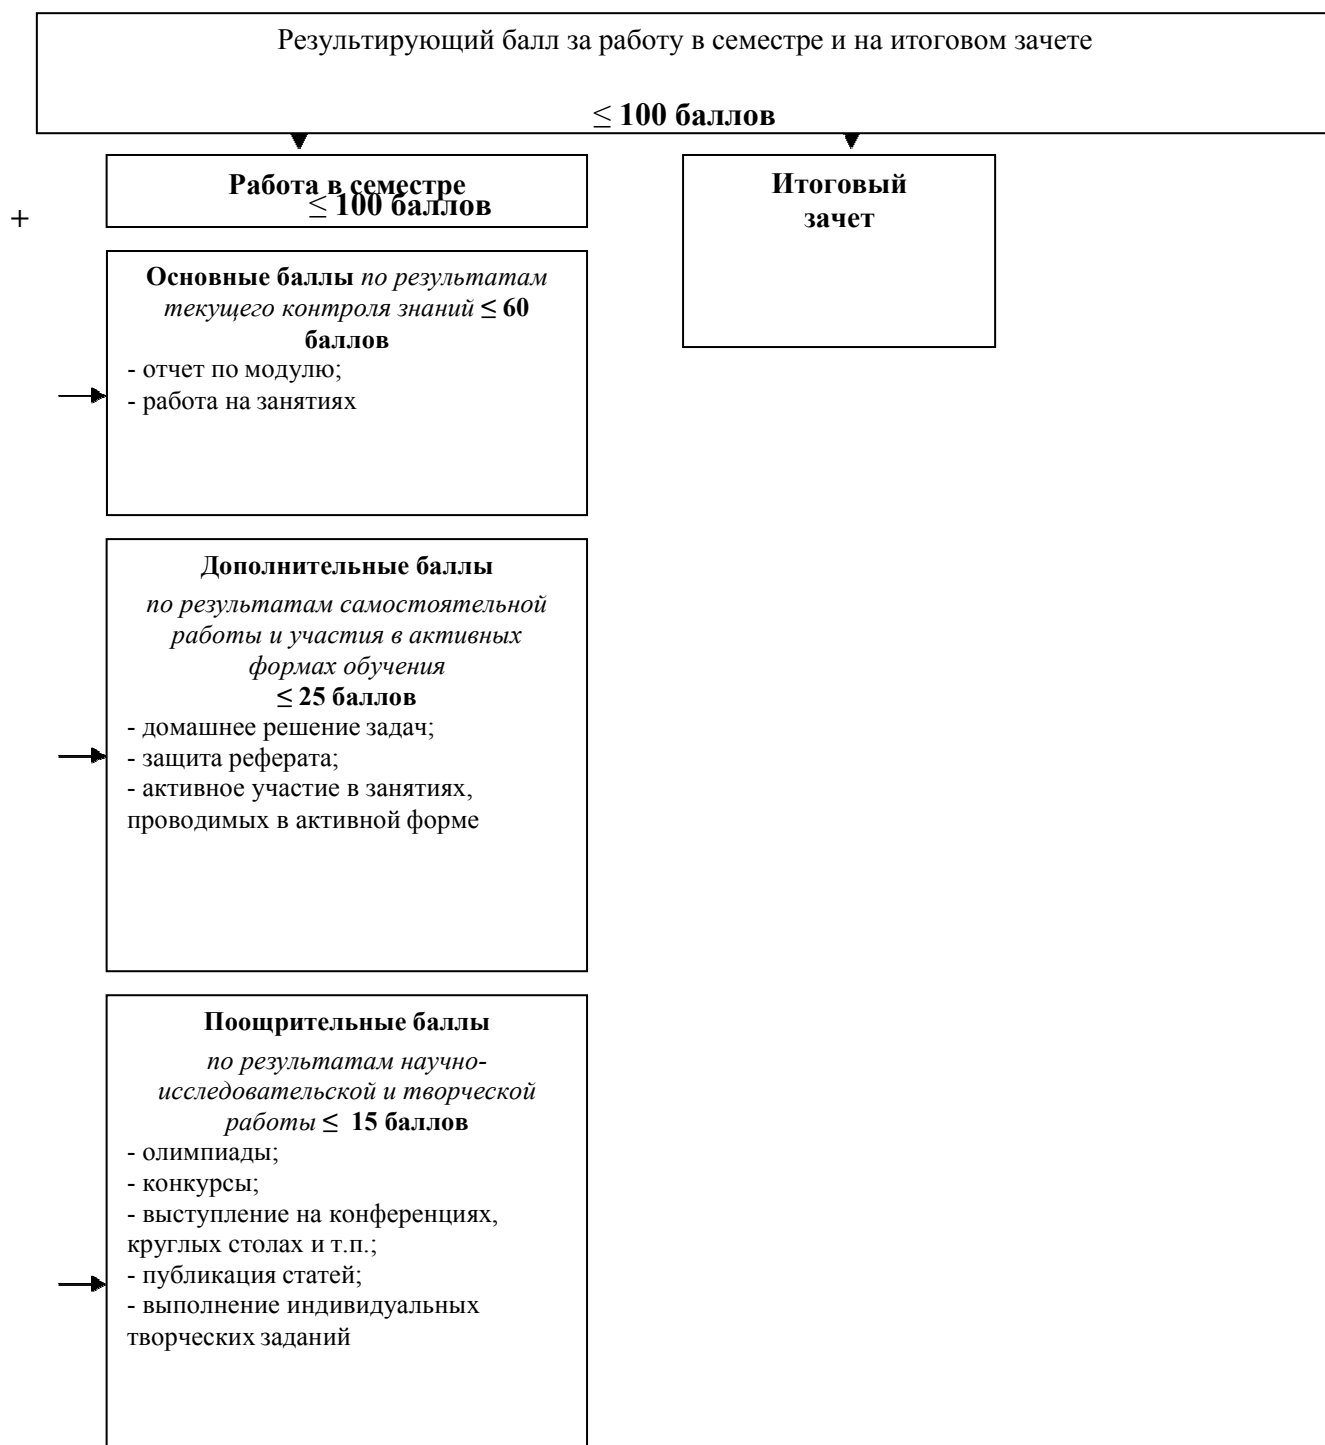 Результирующий балл за работу в семестре и на итоговом зачете
≤ 100 баллов
Работа в семестре
≤ 100 баллов
Итоговый
зачет
+
Основные баллы по результатам
текущего контроля знаний ≤ 60
баллов
- отчет по модулю;
- работа на занятиях
Дополнительные баллы
по результатам самостоятельной
работы и участия в активных
формах обучения
≤ 25 баллов
- домашнее решение задач;
- защита реферата;
- активное участие в занятиях,
проводимых в активной форме
Поощрительные баллы
по результатам научно-
исследовательской и творческой
работы ≤ 15 баллов
- олимпиады;
- конкурсы;
- выступление на конференциях,
круглых столах и т.п.;
- публикация статей;
- выполнение индивидуальных
творческих заданий